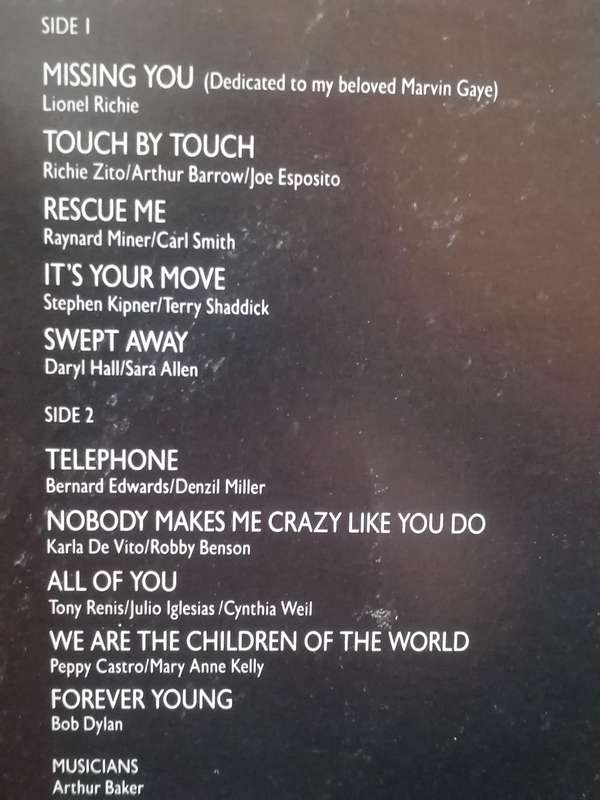 SIDE 1
MISSING YOU (Dedicated to my beloved Marvin Gaye)
Lionel Richie
TOUCH BY TOUCH
Richie Zito/Arthur Barrow/Joe Esposito
RESCUE ME
Raynard Miner/Carl Smith
IT'S YOUR MOVE
Stephen Kipner/Terry Shaddick
SWEPT AWAY
Daryl Hall/Sara Allen
SIDE 2
TELEPHONE
Bernard Edwards/Denzil Miller
NOBODY MAKES ME CRAZY LIKE YOU DO
Karla De Vito/Robby Benson
ALL OF YOU
Tony Renis/Julio Iglesias /Cynthia Weil
WE ARE THE CHILDREN OF THE WORLD
Peppy Castro/Mary Anne Kelly
FOREVER YOUNG
Bob Dylan
MUSICIANS
Arthur Baker